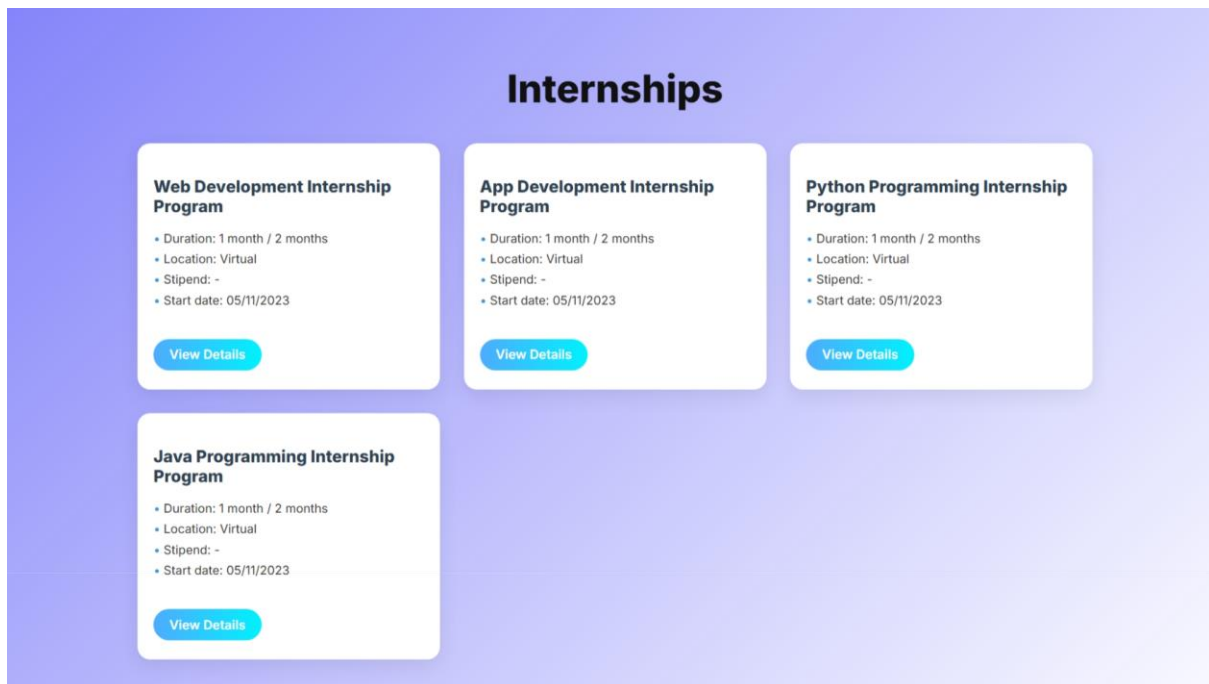 Internships
Web Development Internship
Program
• Duration: 1 month / 2 months
• Location: Virtual
• Stipend: -
• Start date: 05/11/2023
View Details
App Development Internship
Program
• Duration: 1 month / 2 months
• Location: Virtual
• Stipend: -
• Start date: 05/11/2023
View Details
Python Programming Internship
Program
• Duration: 1 month / 2 months
• Location: Virtual
• Stipend: -
• Start date: 05/11/2023
View Details
Java Programming Internship
Program
• Duration: 1 month / 2 months
• Location: Virtual
• Stipend: -
• Start date: 05/11/2023
View Details